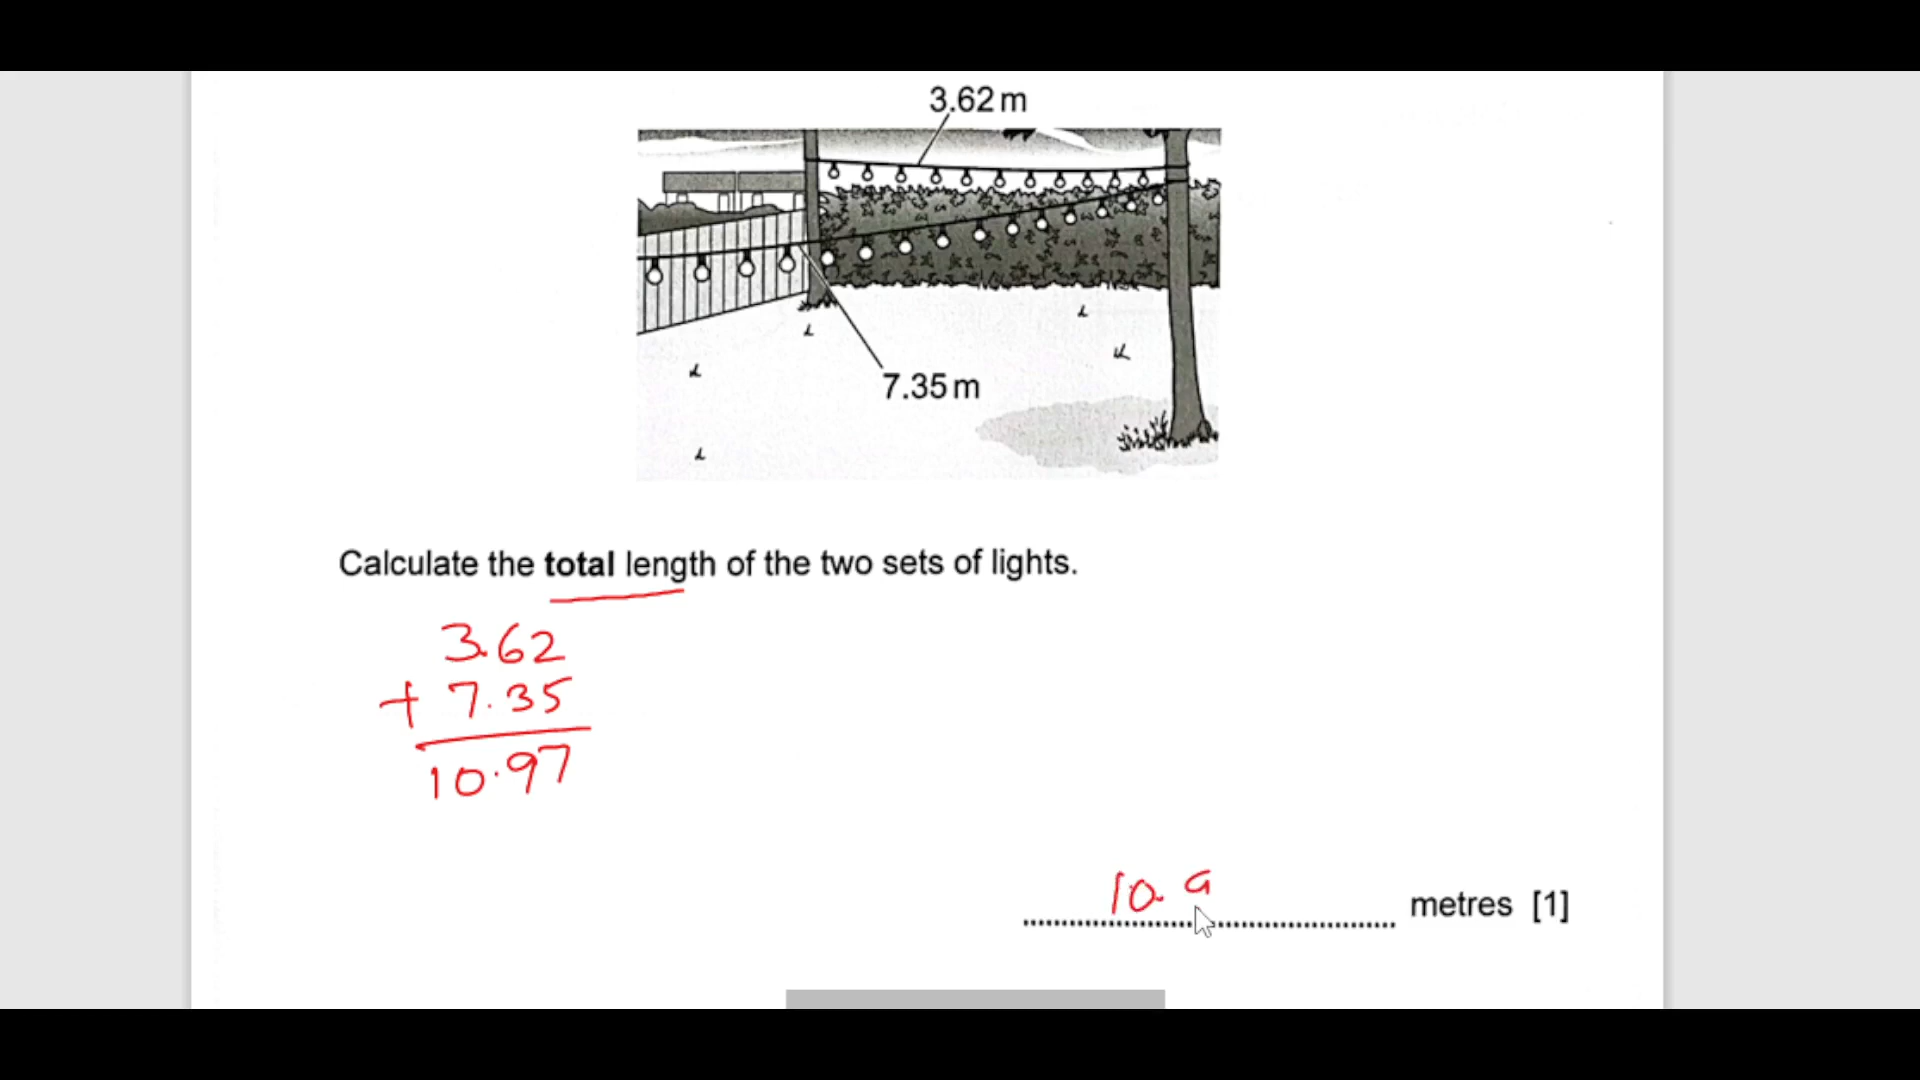 3.62 m
7.35 m
Calculate the total length of the two sets of lights.
3.62
+ 7.35
10.97
10.9
metres [1]